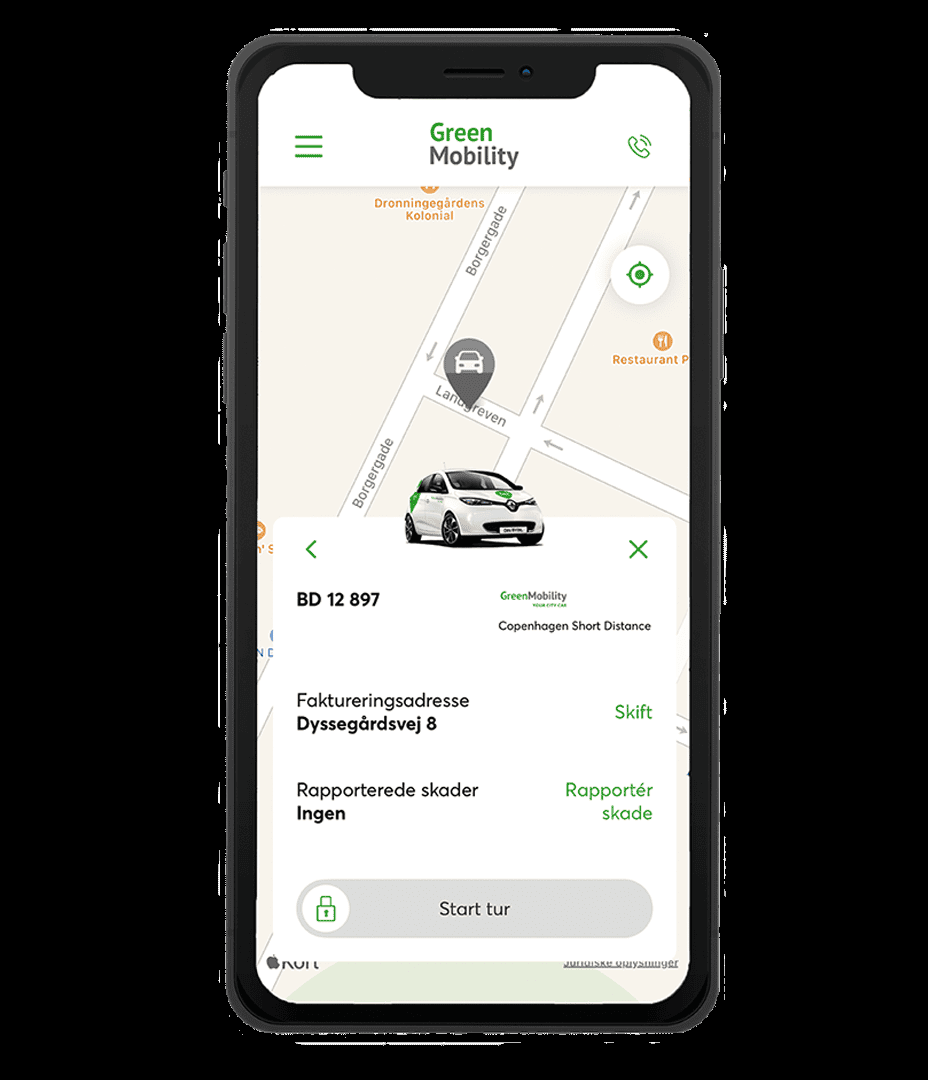 Green
Mobility
Dronningegårdens
Kolonial
Borgergade
Restaurant P
Landgreven
Borgergade
BD 12 897
GreenMobility
YOUR CITY CAR
Copenhagen Short Distance
Faktureringsadresse
Dyssegårdsvej 8
Skift
Rapporterede skader
Ingen
Rapportér
skade
Start tur
Kort
Juridiske oplysninger